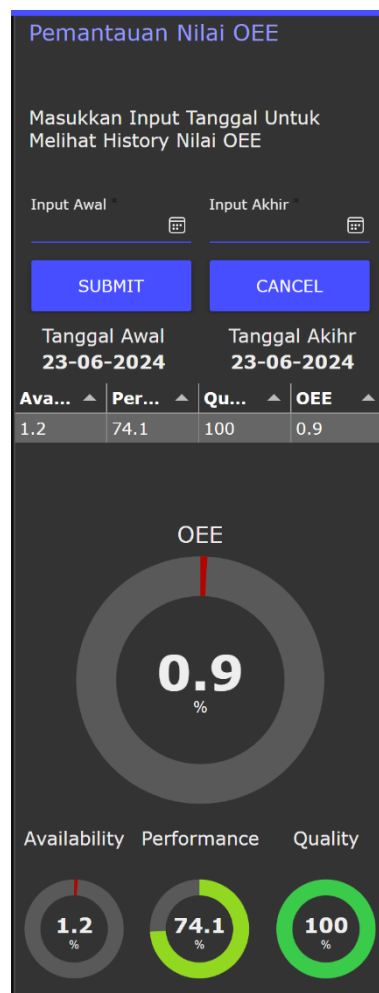 Pemantauan Nilai OEE
Masukkan Input Tanggal Untuk
Melihat History Nilai OEE
Input Awal *
Input Akhir *
SUBMIT
CANCEL
Tanggal Awal
23-06-2024
Tanggal Akihr
23-06-2024
Ava... Per... Qu... OEE
1.2 74.1 100 0.9
OEE
0.9
%
Availability Performance Quality
1.2
%
74.1
%
100
%